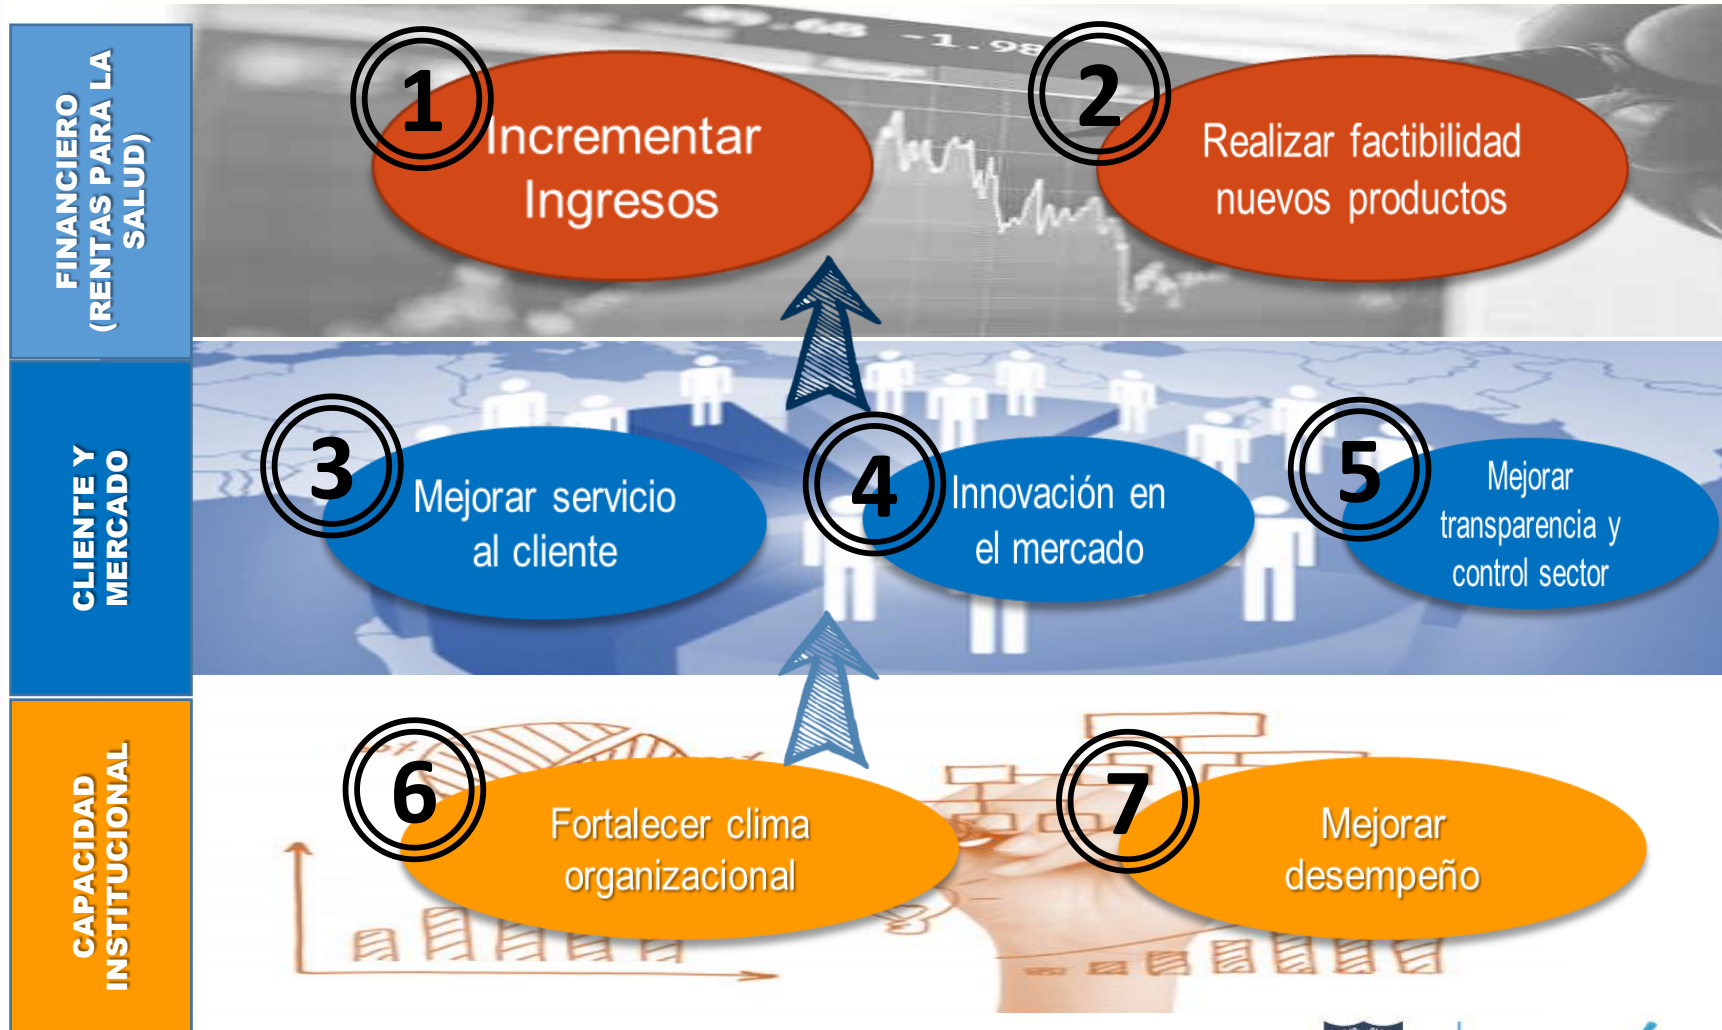 FINANCIERO
(RENTAS PARA LA
SALUD)
-1.98
1
Incrementar
Ingresos
2
Realizar factibilidad
nuevos productos
CLIENTE Y
MERCADO
3
Mejorar servicio
al cliente
4
Innovación en
el mercado
5
Mejorar
transparencia y
control sector
CAPACIDAD
INSTITUCIONAL
6
Fortalecer clima
organizacional
7
Mejorar
desempeño